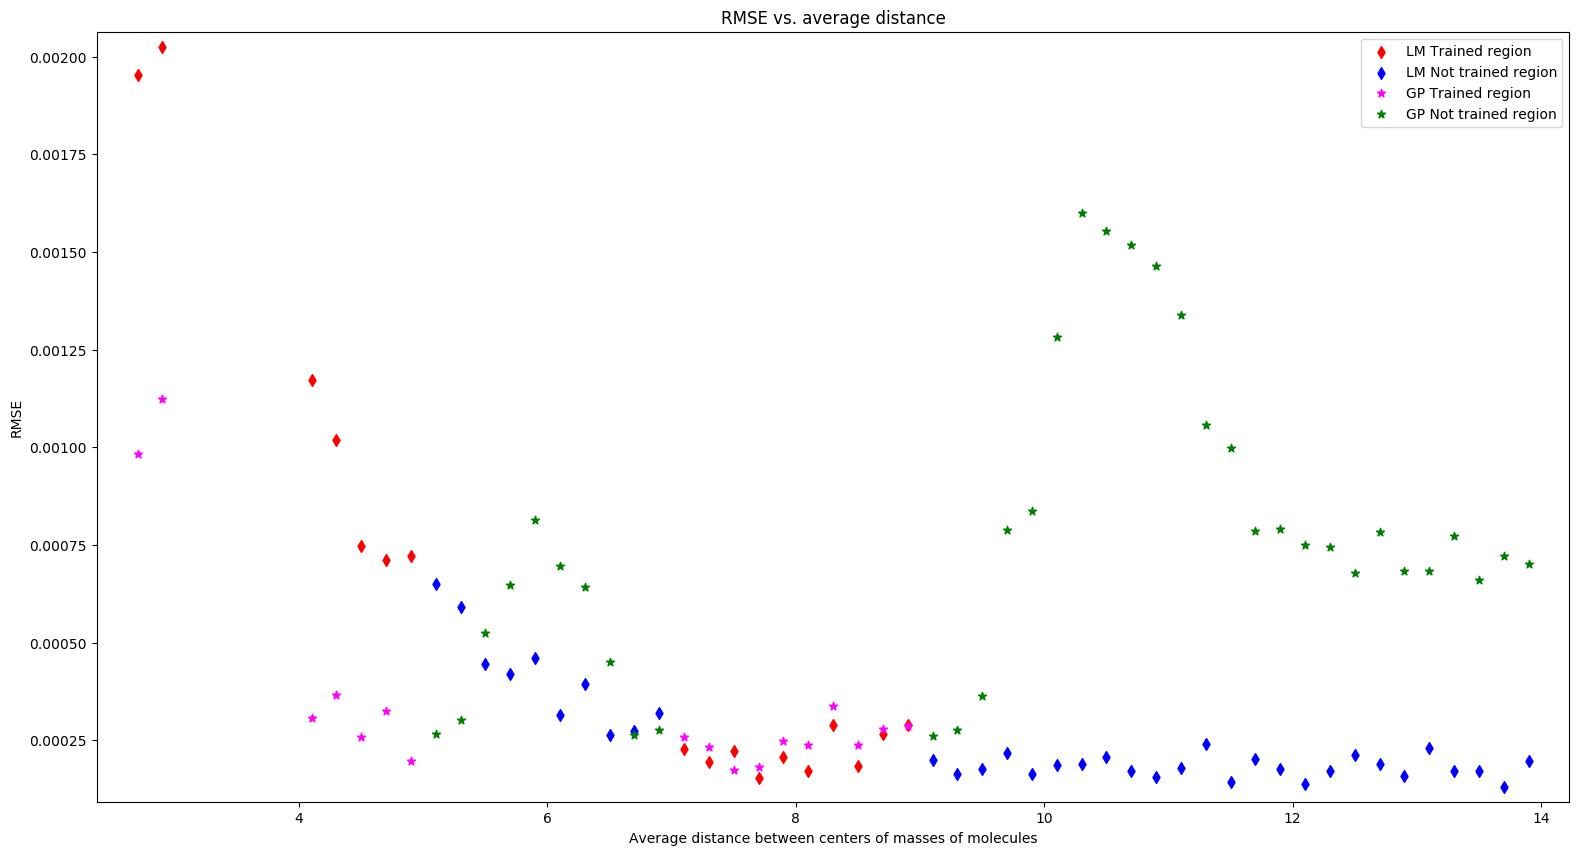 RMSE vs. average distance
LM Trained region
LM Not trained region
GP Trained region
GP Not trained region
0.00200
0.00175
0.00150
0.00125
0.00100
0.00075
0.00050
0.00025
RMSE
4
6
8
10
12
14
Average distance between centers of masses of molecules